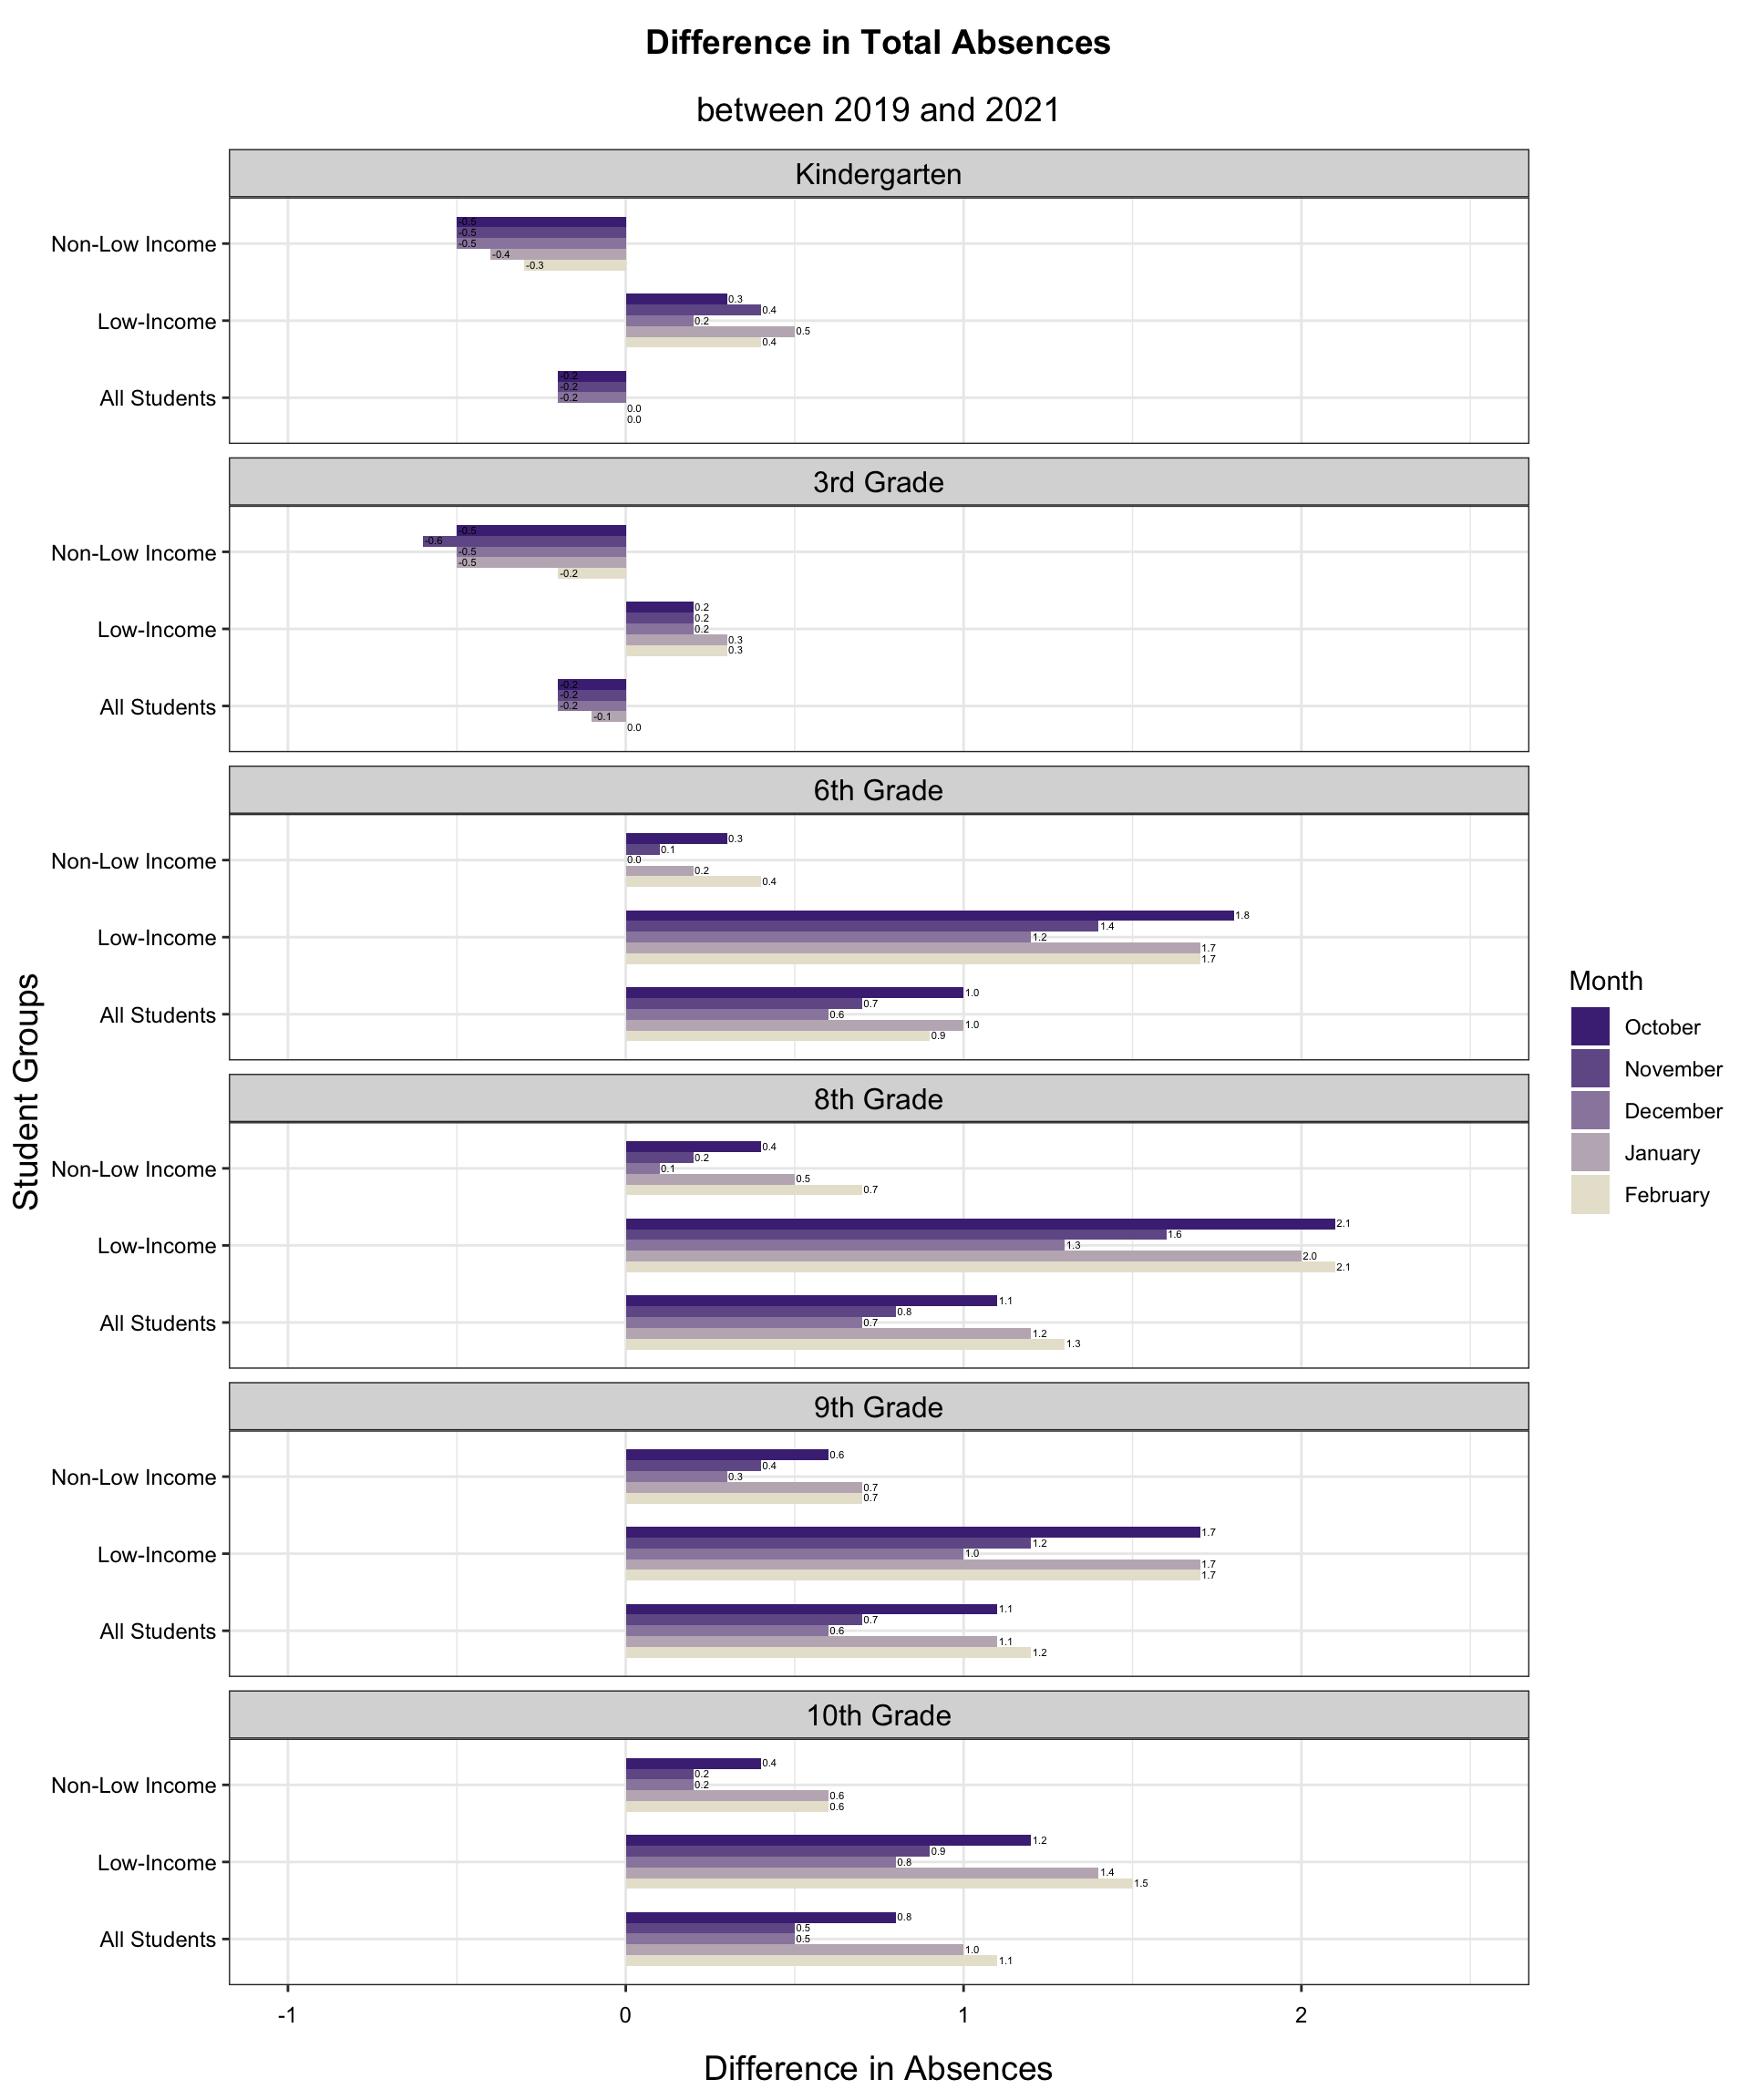 Difference in Total Absences
between 2019 and 2021
Kindergarten
Non-Low Income
-0.5
-0.5
-0.5
-0.4
-0.3
Low-Income
0.3
0.4
0.2
0.5
0.4
All Students
-0.2
-0.2
-0.2
0.0
0.0
3rd Grade
Non-Low Income
-0.5
-0.6
-0.5
-0.5
-0.2
Low-Income
0.2
0.2
0.2
0.3
0.3
All Students
-0.2
-0.2
-0.2
-0.1
0.0
6th Grade
Non-Low Income
0.3
0.1
0.0
0.2
0.4
Low-Income
1.8
1.4
1.2
1.7
1.7
All Students
1.0
0.7
0.6
1.0
0.9
8th Grade
Non-Low Income
0.4
0.2
0.1
0.5
0.7
Low-Income
2.1
1.6
1.3
2.0
2.1
All Students
1.1
0.8
0.7
1.2
1.3
9th Grade
Non-Low Income
0.6
0.4
0.3
0.7
0.7
Low-Income
1.7
1.2
1.0
1.7
1.7
All Students
1.1
0.7
0.6
1.1
1.2
10th Grade
Non-Low Income
0.4
0.2
0.2
0.6
0.6
Low-Income
1.2
0.9
0.8
1.4
1.5
All Students
0.8
0.5
0.5
1.0
1.1
-1 0 1 2
Difference in Absences
Student Groups
Month
October
November
December
January
February